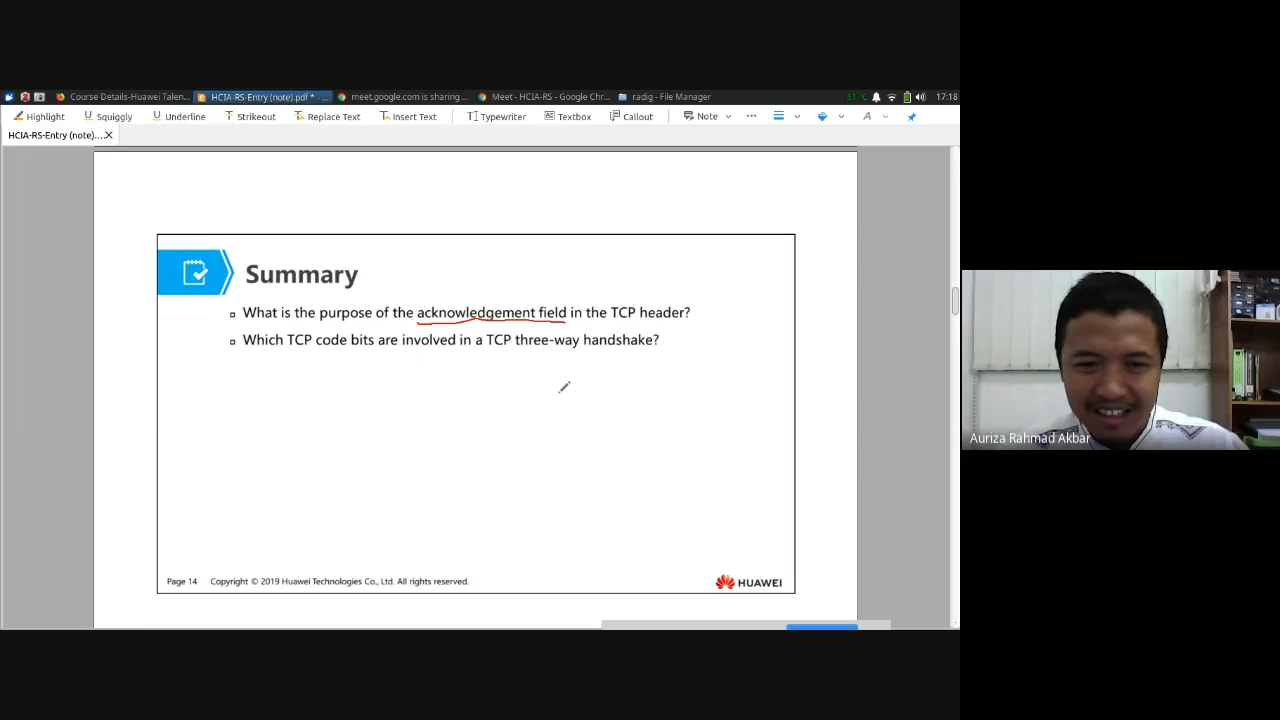 Course Details-Huawei Talen...
HCIA-RS-Entry (note).pdf * - ...
meet.google.com is sharing ...
Meet - HCIA-RS - Google Chr...
radig - File Manager
51°C
17:18
Highlight
Squiggly
Underline
Strikeout
Replace Text
Insert Text
Typewriter
Textbox
Callout
Note
HCIA-RS-Entry (note)....
Summary
What is the purpose of the acknowledgement field in the TCP header?
Which TCP code bits are involved in a TCP three-way handshake?
Page 14 Copyright © 2019 Huawei Technologies Co., Ltd. All rights reserved.
HUAWEI
Auriza Rahmad Akbar